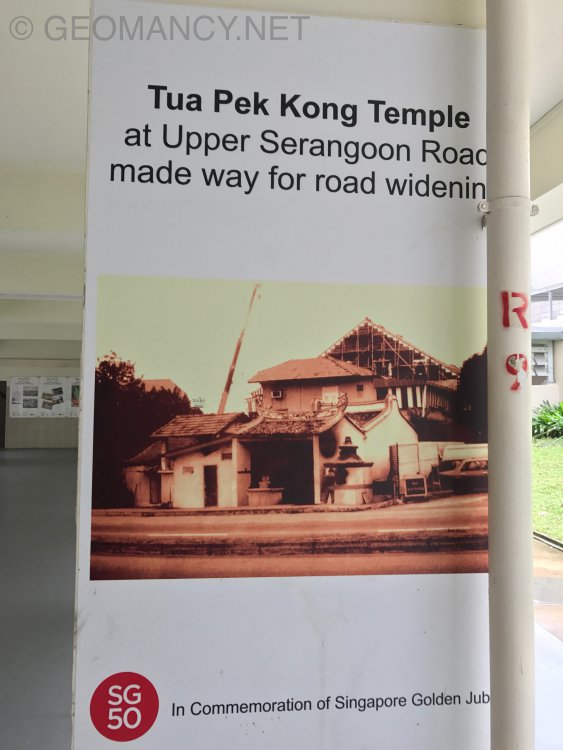 © GEOMANCY.NET
Tua Pek Kong Temple
at Upper Serangoon Road
made way for road widenin
R
9
SG
50
In Commemoration of Singapore Golden Jub